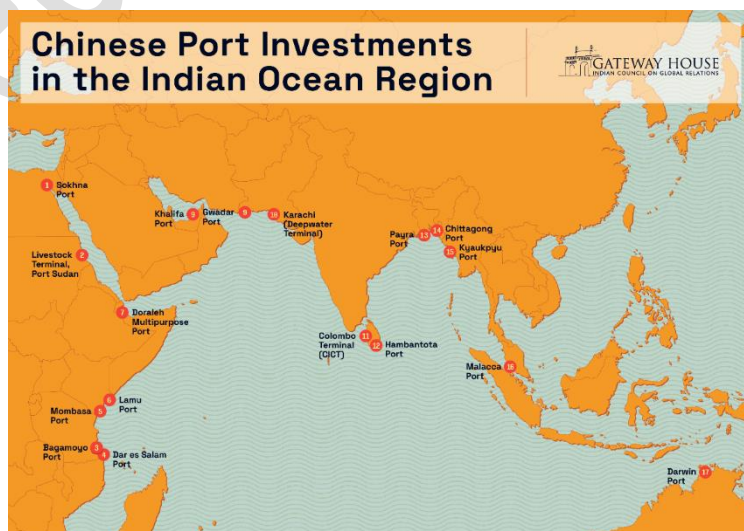 Chinese Port Investments
in the Indian Ocean Region
GATEWAY HOUSE
INDIAN COUNCIL ON GLOBAL RELATIONS
1
Sokhna
Port
Livestock
Terminal,
Port Sudan
2
7
Doraleh
Multipurpose
Port
Khalifa
Port
Gwadar
Port
9
10
Karachi
(Deepwater
Terminal)
Payra
Port
13
14
Chittagong
Port
15
Kyaukpyu
Port
Colombo
Terminal
(CICT)
11
12
Hambantota
Port
Malacca
Port
16
6
Lamu
Port
Mombasa
Port
5
Bagamoyo
Port
3
4
Dar es Salam
Port
Darwin
Port
17